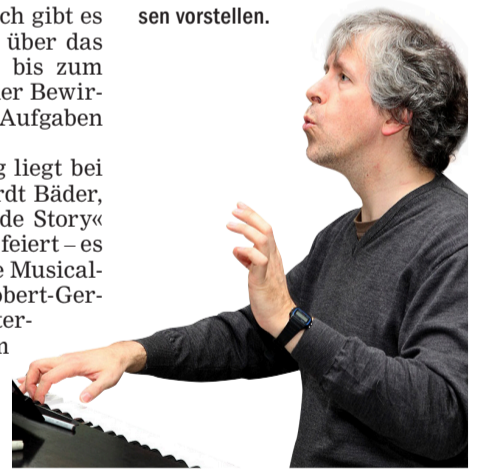 ch gibt es
über das
bis zum
er Bewir-
Aufgaben
g liegt bei
rdt Bäder,
de Story«
feiert – es
e Musical-
obert-Ger-
ter-
n
sen vorstellen.